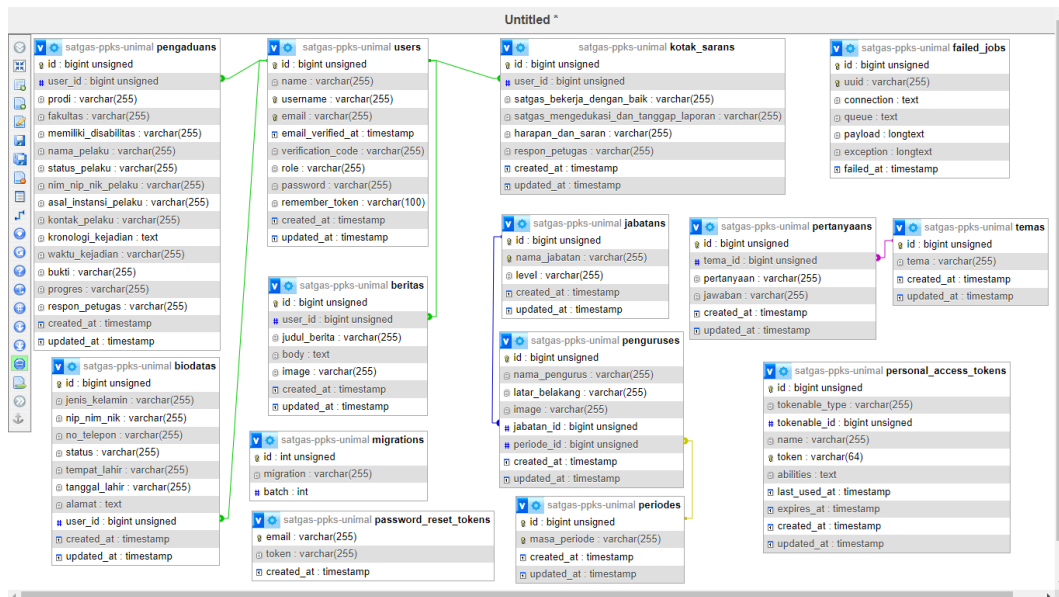 Untitled *
satgas-ppks-unimal pengaduans
id : bigint unsigned
user_id : bigint unsigned
prodi : varchar(255)
fakultas : varchar(255)
memiliki_disabilitas : varchar(255)
nama_pelaku : varchar(255)
status_pelaku : varchar(255)
nim_nip_nik_pelaku : varchar(255)
asal_instansi_pelaku : varchar(255)
kontak_pelaku : varchar(255)
kronologi_kejadian : text
waktu_kejadian : varchar(255)
bukti : varchar(255)
progres : varchar(255)
respon_petugas : varchar(255)
created_at : timestamp
updated_at : timestamp
satgas-ppks-unimal biodatas
id : bigint unsigned
jenis_kelamin : varchar(255)
nip_nim_nik : varchar(255)
no_telepon : varchar(255)
status : varchar(255)
tempat_lahir : varchar(255)
tanggal_lahir : varchar(255)
alamat : text
user_id : bigint unsigned
created_at : timestamp
updated_at : timestamp
satgas-ppks-unimal users
id : bigint unsigned
name : varchar(255)
username : varchar(255)
email : varchar(255)
email_verified_at : timestamp
verification_code : varchar(255)
role : varchar(255)
password : varchar(255)
remember_token : varchar(100)
created_at : timestamp
updated_at : timestamp
satgas-ppks-unimal beritas
id : bigint unsigned
user_id : bigint unsigned
judul_berita : varchar(255)
body : text
image : varchar(255)
created_at : timestamp
updated_at : timestamp
satgas-ppks-unimal migrations
id : int unsigned
migration : varchar(255)
batch : int
satgas-ppks-unimal password_reset_tokens
email : varchar(255)
token : varchar(255)
created_at : timestamp
satgas-ppks-unimal kotak_sarans
id : bigint unsigned
user_id : bigint unsigned
satgas_bekerja_dengan_baik : varchar(255)
satgas_mengedukasi_dan_tanggap_laporan : varchar(255)
harapan_dan_saran : varchar(255)
respon_petugas : varchar(255)
created_at : timestamp
updated_at : timestamp
satgas-ppks-unimal jabatans
id : bigint unsigned
nama_jabatan : varchar(255)
level : varchar(255)
created_at : timestamp
updated_at : timestamp
satgas-ppks-unimal penguruses
id : bigint unsigned
nama_pengurus : varchar(255)
latar_belakang : varchar(255)
image : varchar(255)
jabatan_id : bigint unsigned
periode_id : bigint unsigned
created_at : timestamp
updated_at : timestamp
satgas-ppks-unimal periodes
id : bigint unsigned
masa_periode : varchar(255)
created_at : timestamp
updated_at : timestamp
satgas-ppks-unimal failed_jobs
id : bigint unsigned
uuid : varchar(255)
connection : text
queue : text
payload : longtext
exception : longtext
failed_at : timestamp
satgas-ppks-unimal pertanyaans
id : bigint unsigned
tema_id : bigint unsigned
pertanyaan : varchar(255)
jawaban : varchar(255)
created_at : timestamp
updated_at : timestamp
satgas-ppks-unimal temas
id : bigint unsigned
tema : varchar(255)
created_at : timestamp
updated_at : timestamp
satgas-ppks-unimal personal_access_tokens
id : bigint unsigned
tokenable_type : varchar(255)
tokenable_id : bigint unsigned
name : varchar(255)
token : varchar(64)
abilities : text
last_used_at : timestamp
expires_at : timestamp
created_at : timestamp
updated_at : timestamp